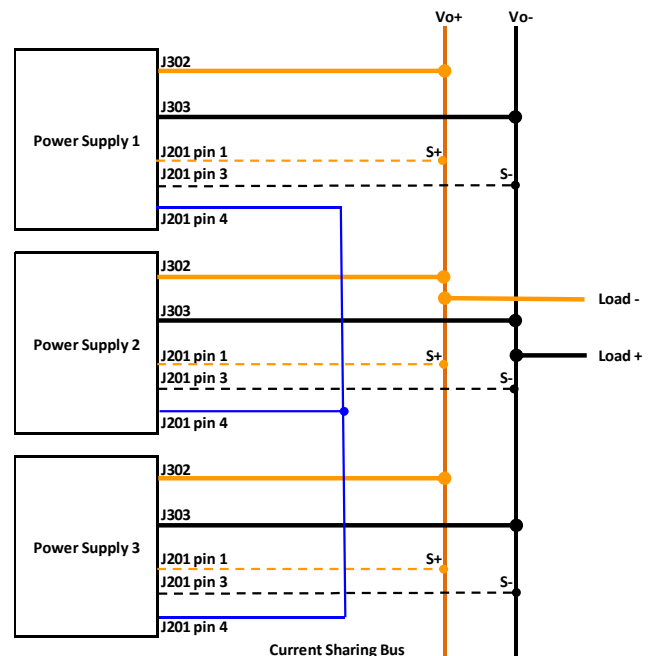 Vo+ Vo-
J302
J303
Power Supply 1
J201 pin 1 S+
J201 pin 3 S-
J201 pin 4
J302
Load -
J303
Power Supply 2
Load +
J201 pin 1 S+
J201 pin 3 S-
J201 pin 4
J302
J303
Power Supply 3
J201 pin 1 S+
J201 pin 3 S-
J201 pin 4
Current Sharing Bus